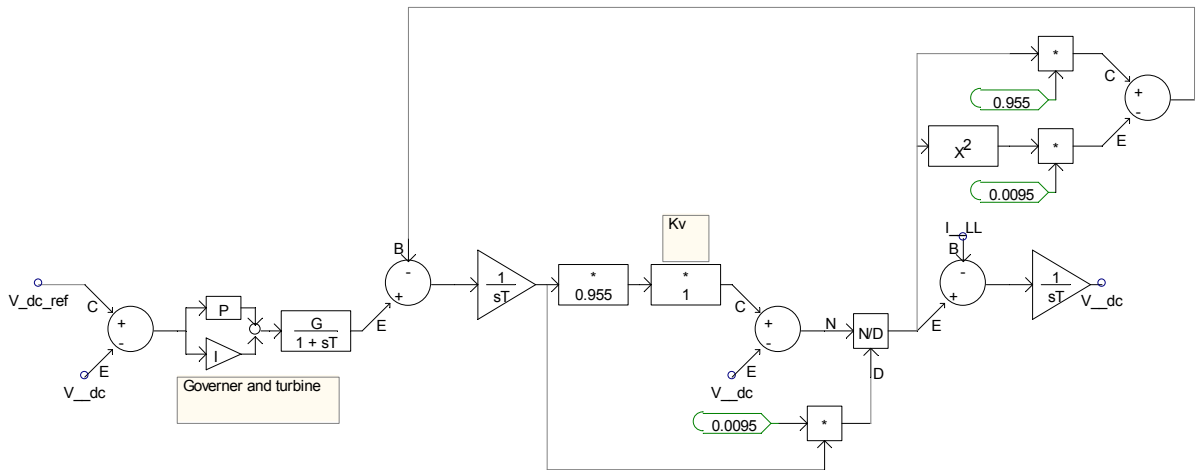 *
C
+
-
0.955
X²
*
E
0.0095
Kv
I__LL
B
B
-
+
1
sT
*
0.955
*
1
C
+
-
-
+
1
sT
V__dc
V_dc_ref
C
+
-
P
I
G
1 + sT
E
E
N
N/D
E
D
E
V__dc
V__dc
Governer and turbine
0.0095
*